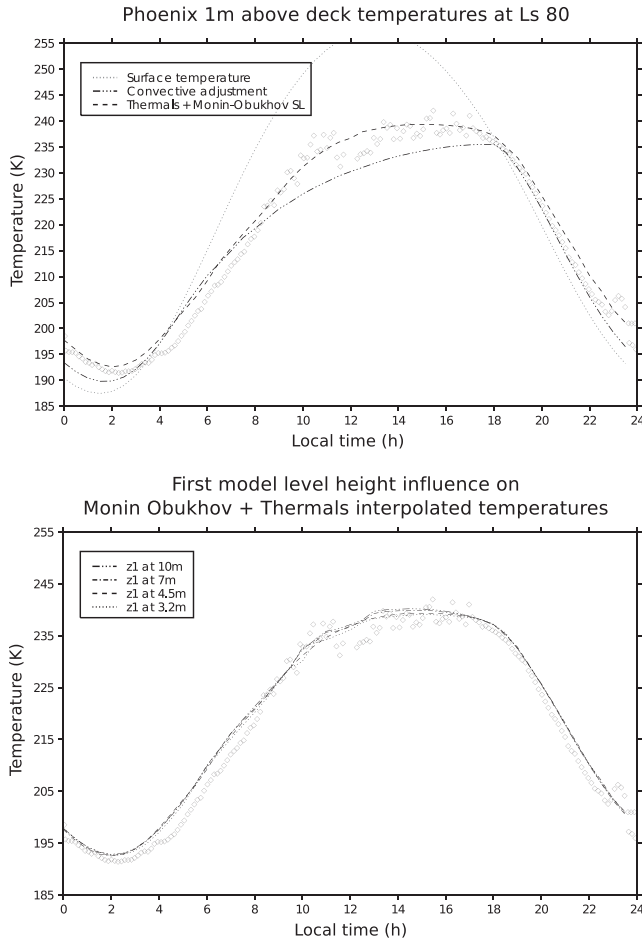 Phoenix 1m above deck temperatures at Ls 80
255
240
235
230
225
220
215
210
205
200
195
190
185
Temperature (K)
Surface temperature
Convective adjustment
Thermals + Monin-Obukhov SL
0 2 4 6 8 10 12 14 16 18 20 22 24
Local time (h)
First model level height influence on
Monin Obukhov + Thermals interpolated temperatures
255
245
235
225
215
205
195
185
Temperature (K)
z1 at 10m
z1 at 7m
z1 at 4.5m
z1 at 3.2m
0 2 4 6 8 10 12 14 16 18 20 22 24
Local time (h)